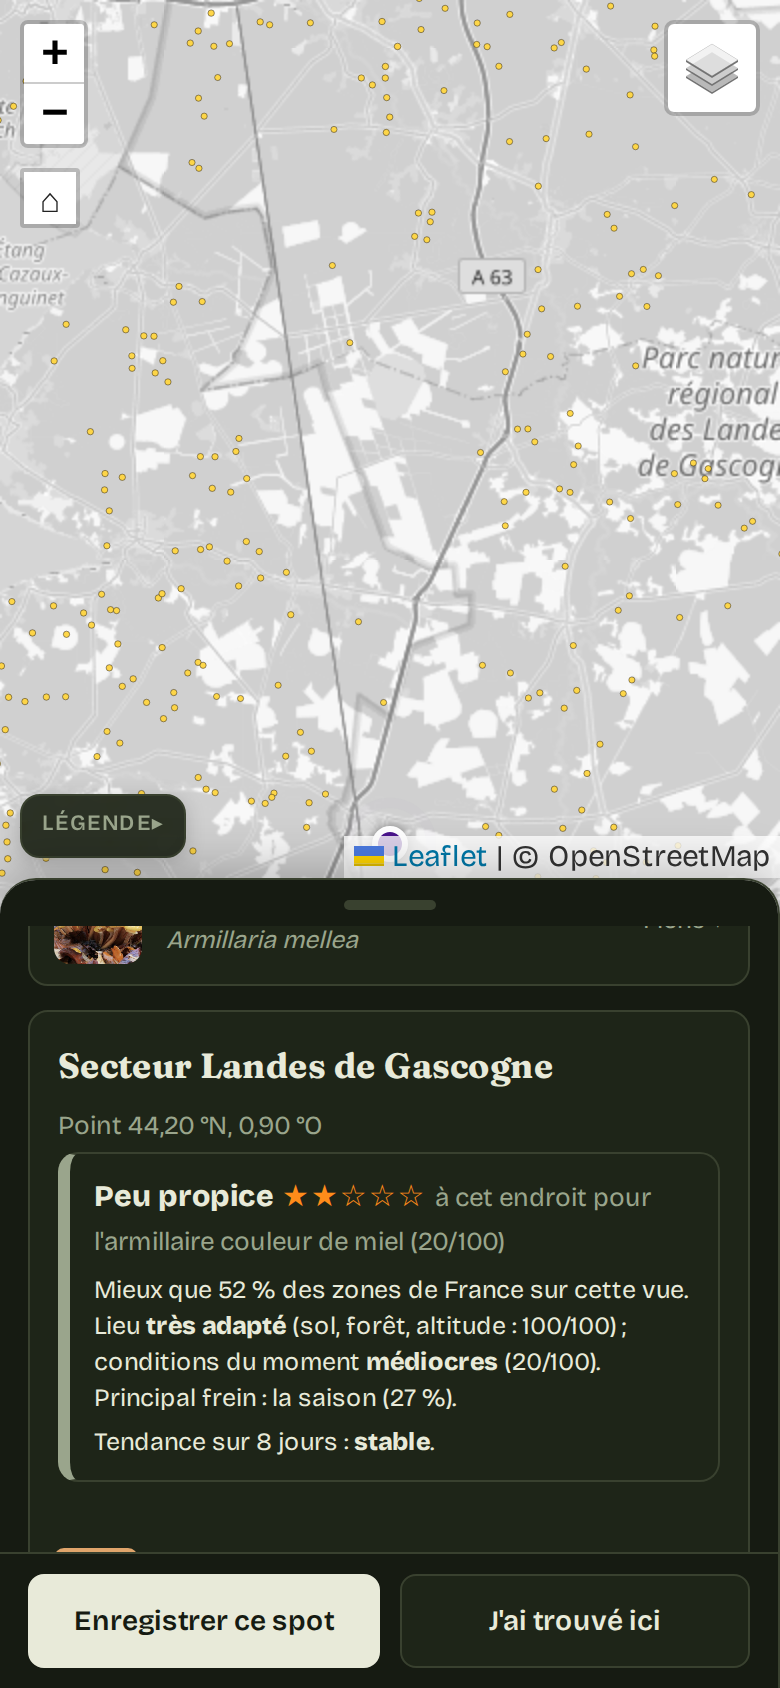 +
−
Étang
Cazaux-
nguinet
A 63
Parc natur
régional
des Lande
de Gascog
LÉGENDE▸
Leaflet | © OpenStreetMap
Armillaria mellea
Secteur Landes de Gascogne
Point 44,20 °N, 0,90 °O
Peu propice ★★☆☆☆ à cet endroit pour
l'armillaire couleur de miel (20/100)
Mieux que 52 % des zones de France sur cette vue.
Lieu très adapté (sol, forêt, altitude : 100/100) ;
conditions du moment médiocres (20/100).
Principal frein : la saison (27 %).
Tendance sur 8 jours : stable.
Enregistrer ce spot
J'ai trouvé ici